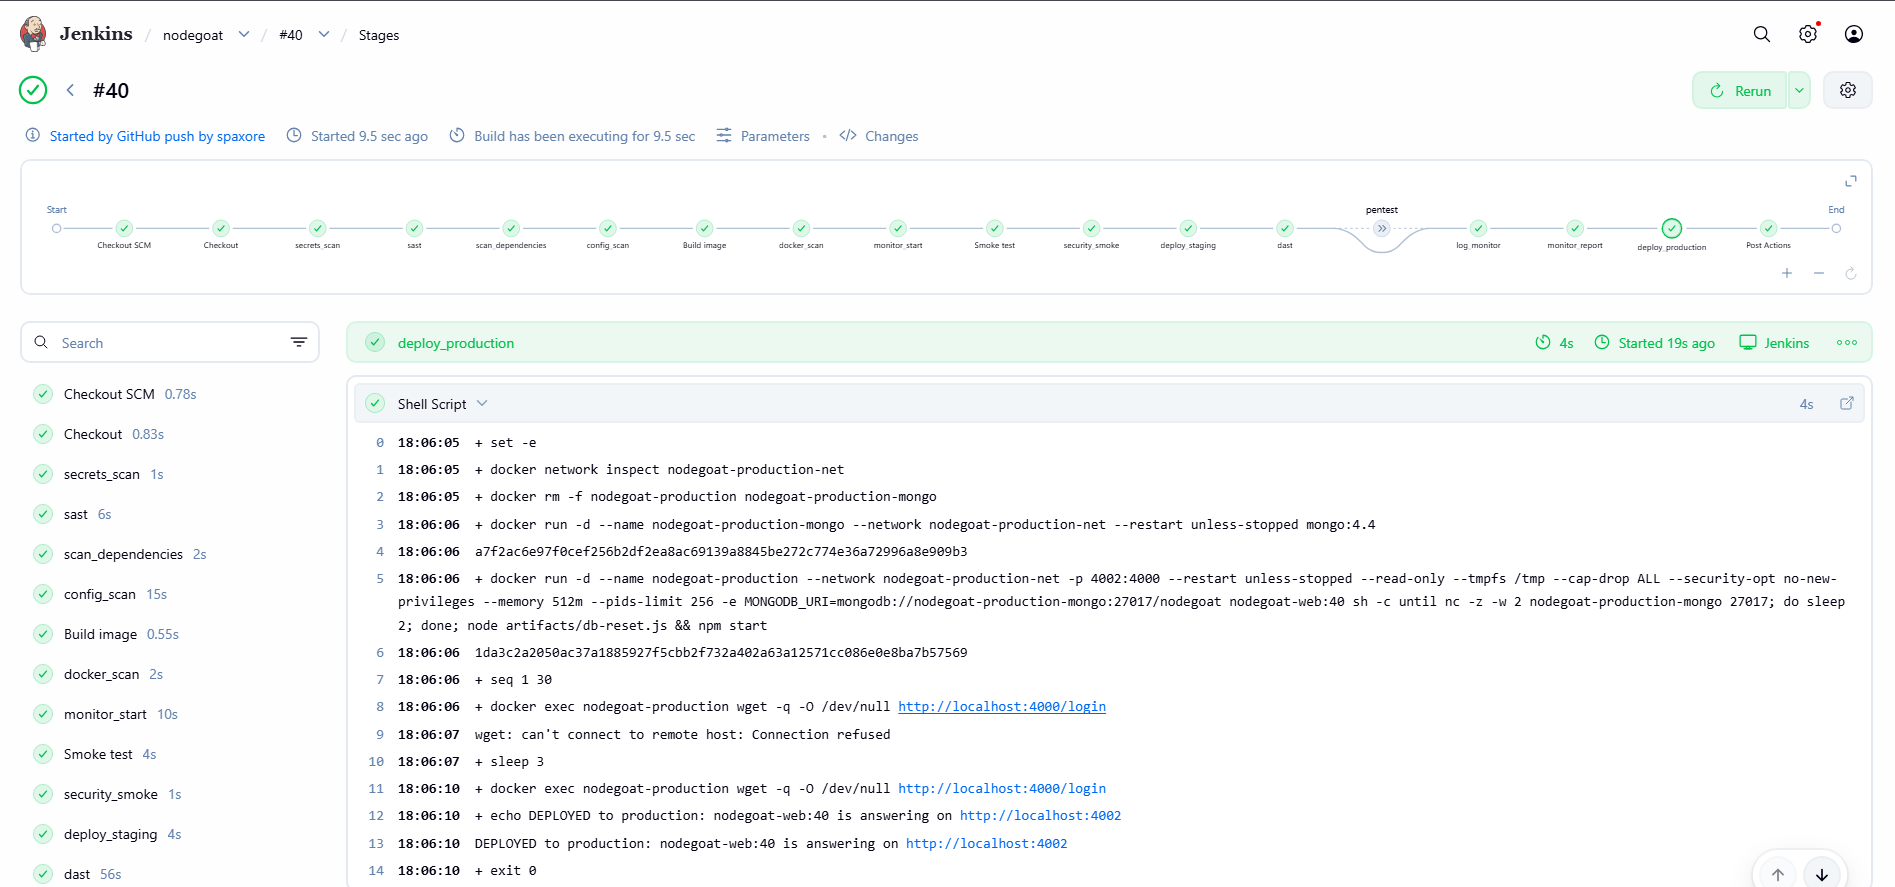 Jenkins / nodegoat / #40 / Stages
#40
Rerun
Started by GitHub push by spaxore Started 9.5 sec ago Build has been executing for 9.5 sec Parameters • Changes
Start pentest End
Checkout SCM Checkout secrets_scan sast scan_dependencies config_scan Build image docker_scan monitor_start Smoke test security_smoke deploy_staging dast log_monitor monitor_report deploy_production Post Actions
Search
Checkout SCM 0.78s
Checkout 0.83s
secrets_scan 1s
sast 6s
scan_dependencies 2s
config_scan 15s
Build image 0.55s
docker_scan 2s
monitor_start 10s
Smoke test 4s
security_smoke 1s
deploy_staging 4s
dast 56s
deploy_production 4s Started 19s ago Jenkins
Shell Script 4s
0 18:06:05 + set -e
1 18:06:05 + docker network inspect nodegoat-production-net
2 18:06:05 + docker rm -f nodegoat-production nodegoat-production-mongo
3 18:06:06 + docker run -d --name nodegoat-production-mongo --network nodegoat-production-net --restart unless-stopped mongo:4.4
4 18:06:06 a7f2ac6e97f0cef256b2df2ea8ac69139a8845be272c774e36a72996a8e909b3
5 18:06:06 + docker run -d --name nodegoat-production --network nodegoat-production-net -p 4002:4000 --restart unless-stopped --read-only --tmpfs /tmp --cap-drop ALL --security-opt no-new-
privileges --memory 512m --pids-limit 256 -e MONGODB_URI=mongodb://nodegoat-production-mongo:27017/nodegoat nodegoat-web:40 sh -c until nc -z -w 2 nodegoat-production-mongo 27017; do sleep
2; done; node artifacts/db-reset.js && npm start
6 18:06:06 1da3c2a2050ac37a1885927f5cbb2f732a402a63a12571cc086e0e8ba7b57569
7 18:06:06 + seq 1 30
8 18:06:06 + docker exec nodegoat-production wget -q -O /dev/null http://localhost:4000/login
9 18:06:07 wget: can't connect to remote host: Connection refused
10 18:06:07 + sleep 3
11 18:06:10 + docker exec nodegoat-production wget -q -O /dev/null http://localhost:4000/login
12 18:06:10 + echo DEPLOYED to production: nodegoat-web:40 is answering on http://localhost:4002
13 18:06:10 DEPLOYED to production: nodegoat-web:40 is answering on http://localhost:4002
14 18:06:10 + exit 0